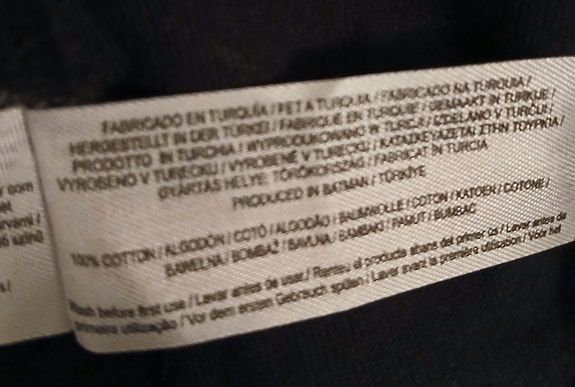 FABRICADO EN TURQUÍA / FET A TURQUIA / FABRICADO NA TURQUIA /
HERGESTELLT IN DER TÜRKEI / FABRIQUÉ EN TURQUIE / GEMAAKT IN TURKIJE /
PRODOTTO IN TURCHIA / WYPRODUKOWANO W TURCJI / IZDELANO V TURČIJI /
VYROBENO V TURECKU / VYROBENÉ V TURECKU / ΚΑΤΑΣΚΕΥΑΖΕΤΑΙ ΣΤΗΝ ΤΟΥΡΚΙΑ /
GYÁRTÁS HELYE: TÖRÖKORSZÁG / FABRICAT ÎN TURCIA
PRODUCED IN BATMAN / TÜRKİYE
100% COTTON / ALGODÓN / COTÓ / ALGODÃO / BAUMWOLLE / COTON / KATOEN / COTONE /
BAWEŁNA / BOMBAŽ / BAVLNA / ΒΑΜΒΑΚΙ / PAMUT / BUMBAC
Wash before first use / Lavar antes de usar / Renteu el producte abans del primer ús / Lavar antes da
primeira utilização / Vor dem ersten Gebrauch spülen / Laver avant la première utilisation / Vóór het